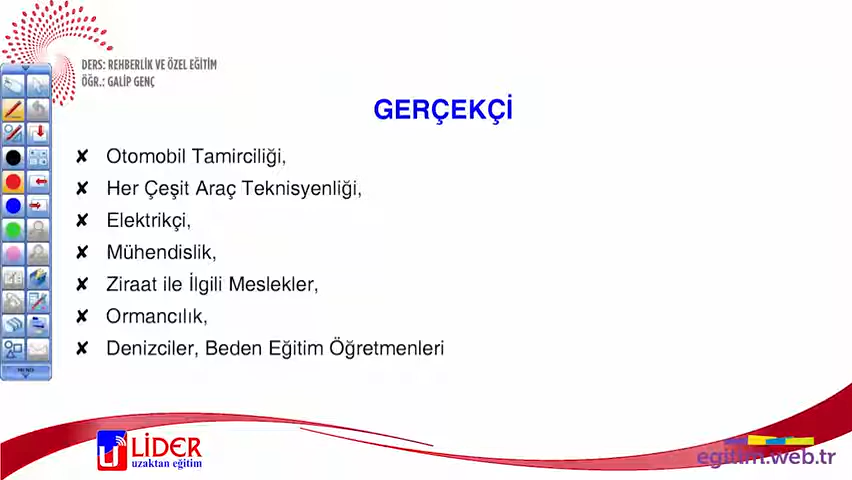 DERS: REHBERLİK VE ÖZEL EĞİTİM
ÖĞR.: GALİP GENÇ
GERÇEKÇİ
✘ Otomobil Tamirciliği,
✘ Her Çeşit Araç Teknisyenliği,
✘ Elektrikçi,
✘ Mühendislik,
✘ Ziraat ile İlgili Meslekler,
✘ Ormancılık,
✘ Denizciler, Beden Eğitim Öğretmenleri
MENU
LİDER
uzaktan eğitim
egitim.web.tr